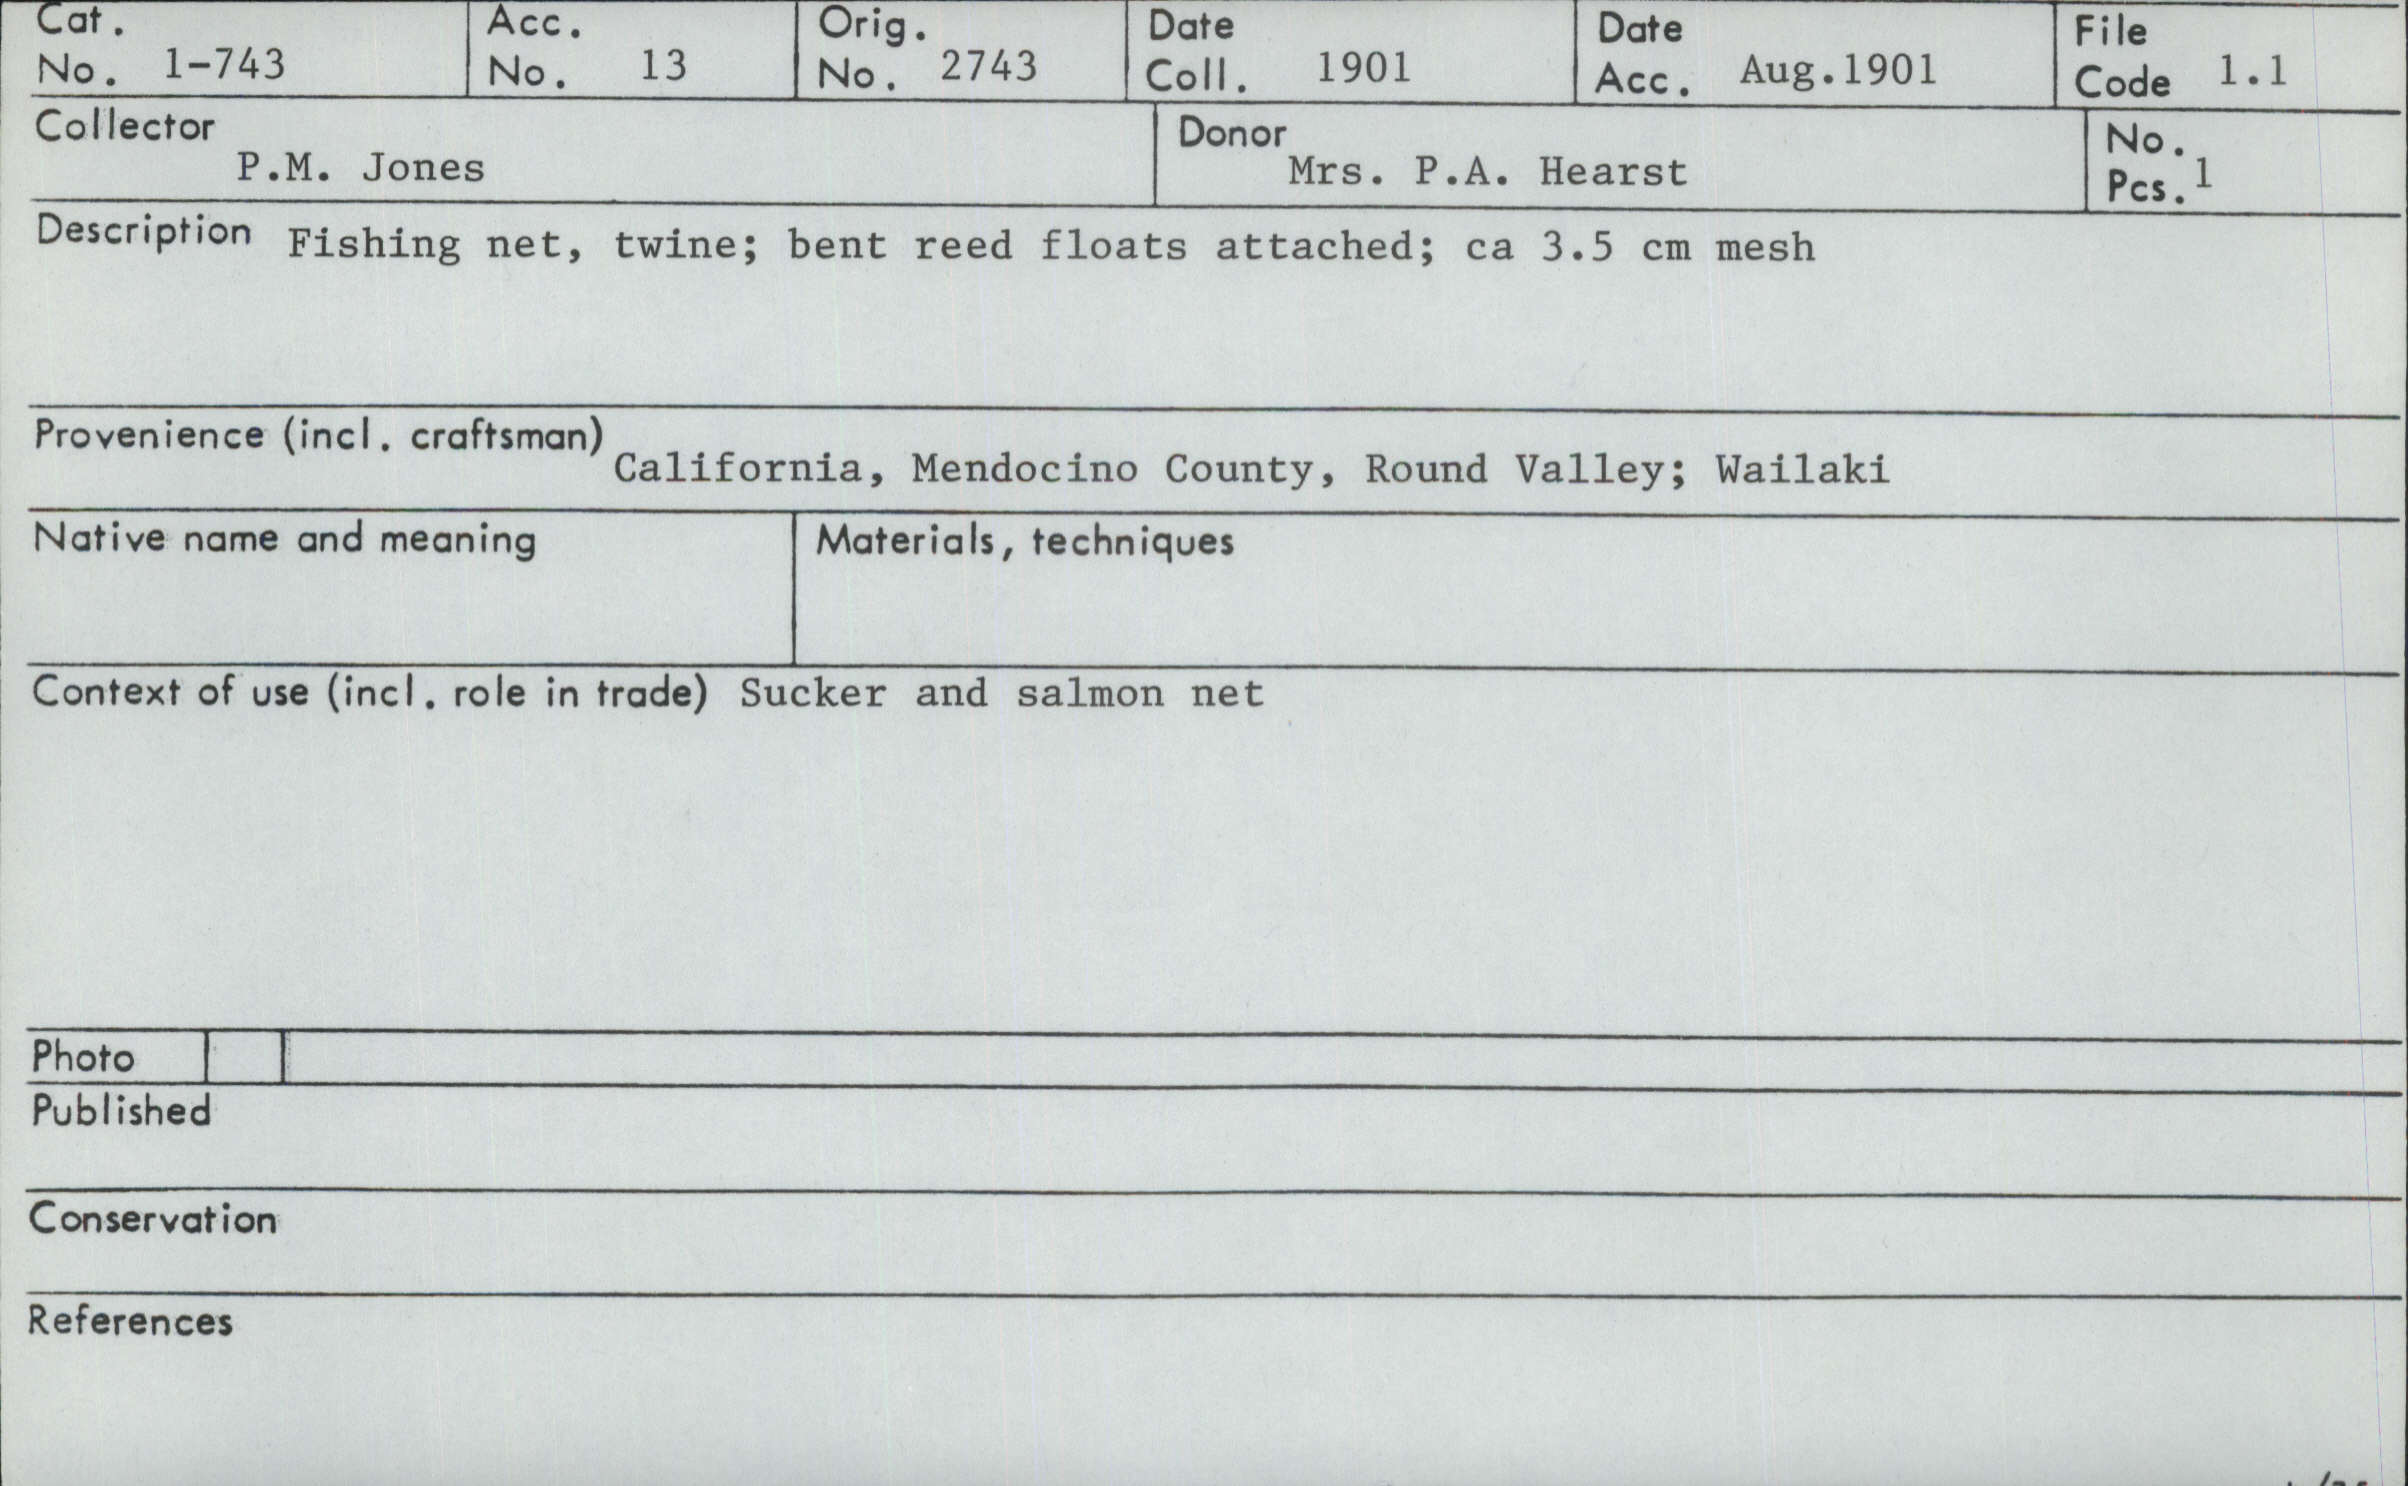 Cat. No. 1-743 Acc. No. 13 Orig. No. 2743 Date Coll. 1901 Date Acc. Aug.1901 File Code 1.1
Collector P.M. Jones Donor Mrs. P.A. Hearst No. Pcs. 1
Description Fishing net, twine; bent reed floats attached; ca 3.5 cm mesh
Provenience (incl. craftsman) California, Mendocino County, Round Valley; Wailaki
Native name and meaning Materials, techniques
Context of use (incl. role in trade) Sucker and salmon net
Photo
Published
Conservation
References